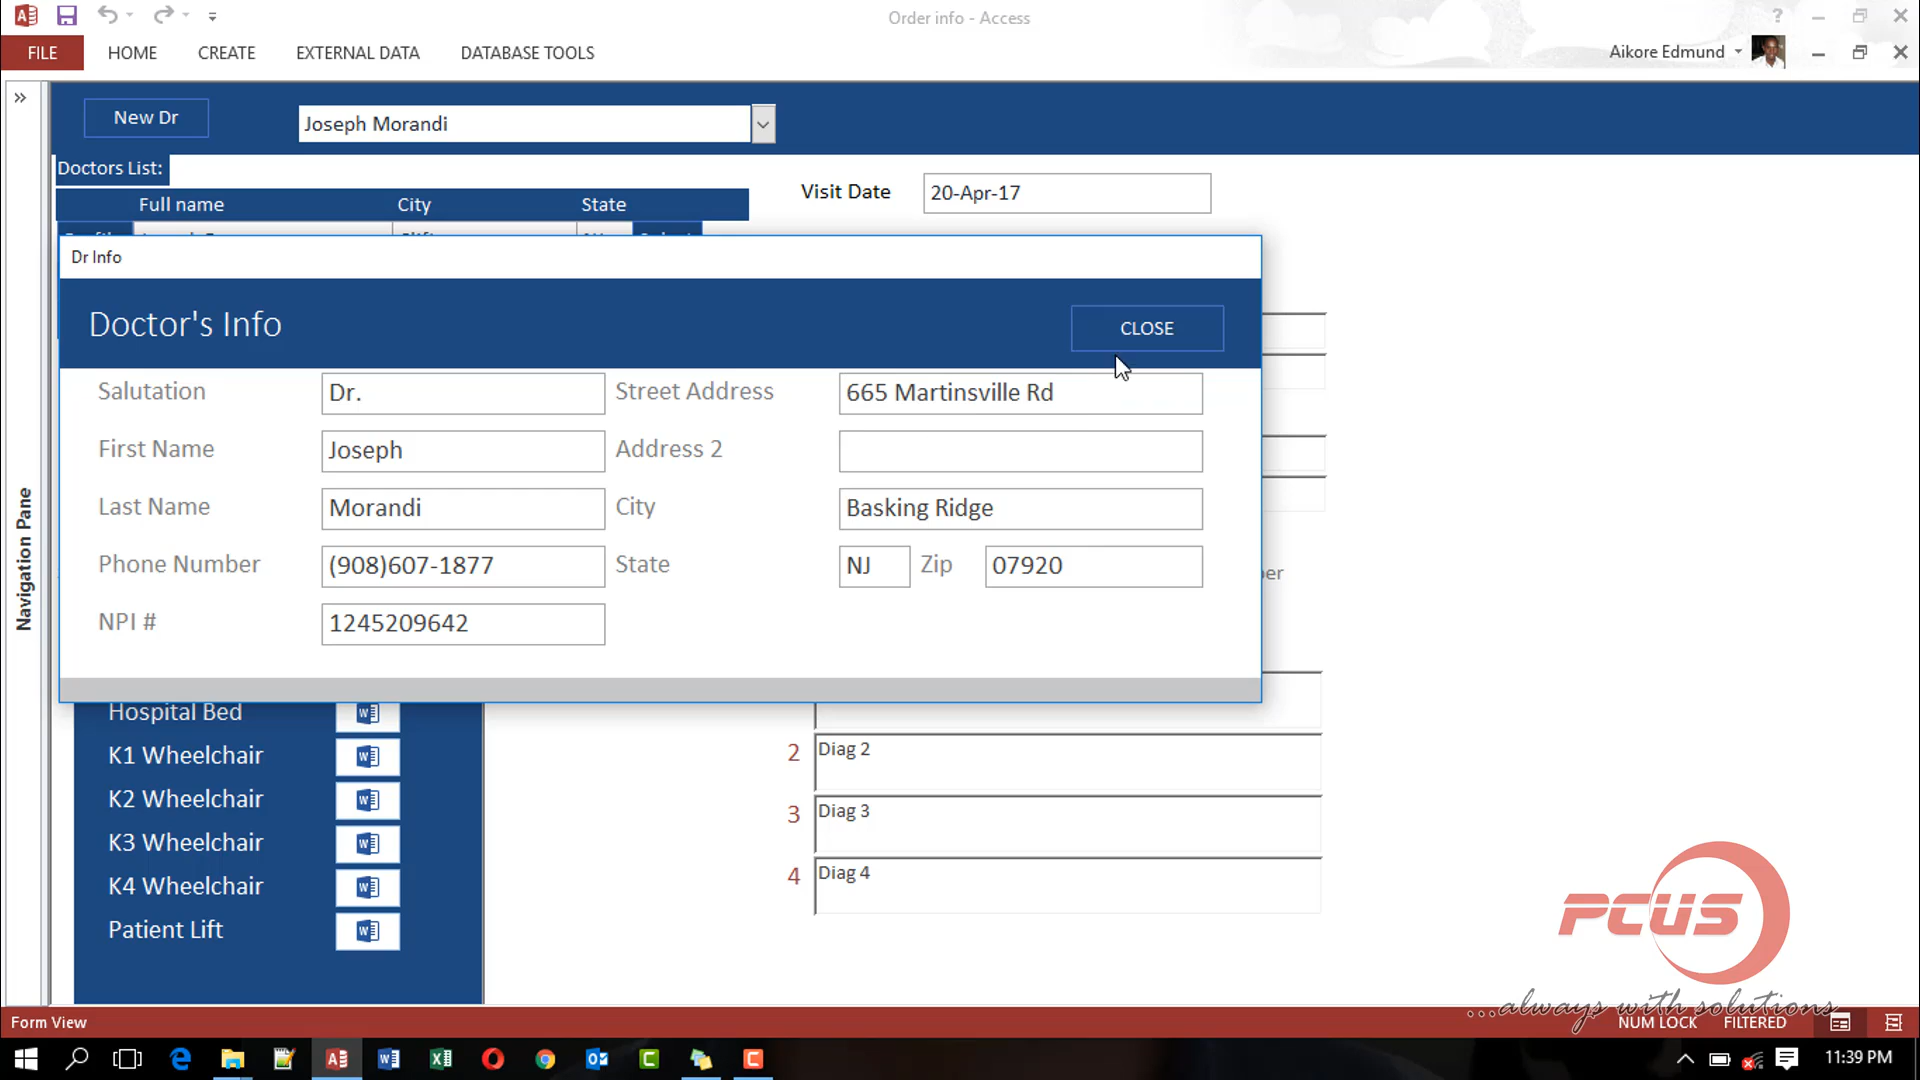 Order info - Access
FILE HOME CREATE EXTERNAL DATA DATABASE TOOLS
Aikore Edmund
New Dr
Joseph Morandi
Doctors List:
Full name City State
Visit Date 20-Apr-17
Dr Info
Doctor's Info
CLOSE
Salutation Dr. Street Address 665 Martinsville Rd
First Name Joseph Address 2
Last Name Morandi City Basking Ridge
Phone Number (908)607-1877 State NJ Zip 07920
NPI # 1245209642
Navigation Pane
Hospital Bed
K1 Wheelchair
K2 Wheelchair
K3 Wheelchair
K4 Wheelchair
Patient Lift
2 Diag 2
3 Diag 3
4 Diag 4
PCUS
...always with solutions
Form View
NUM LOCK FILTERED
11:39 PM